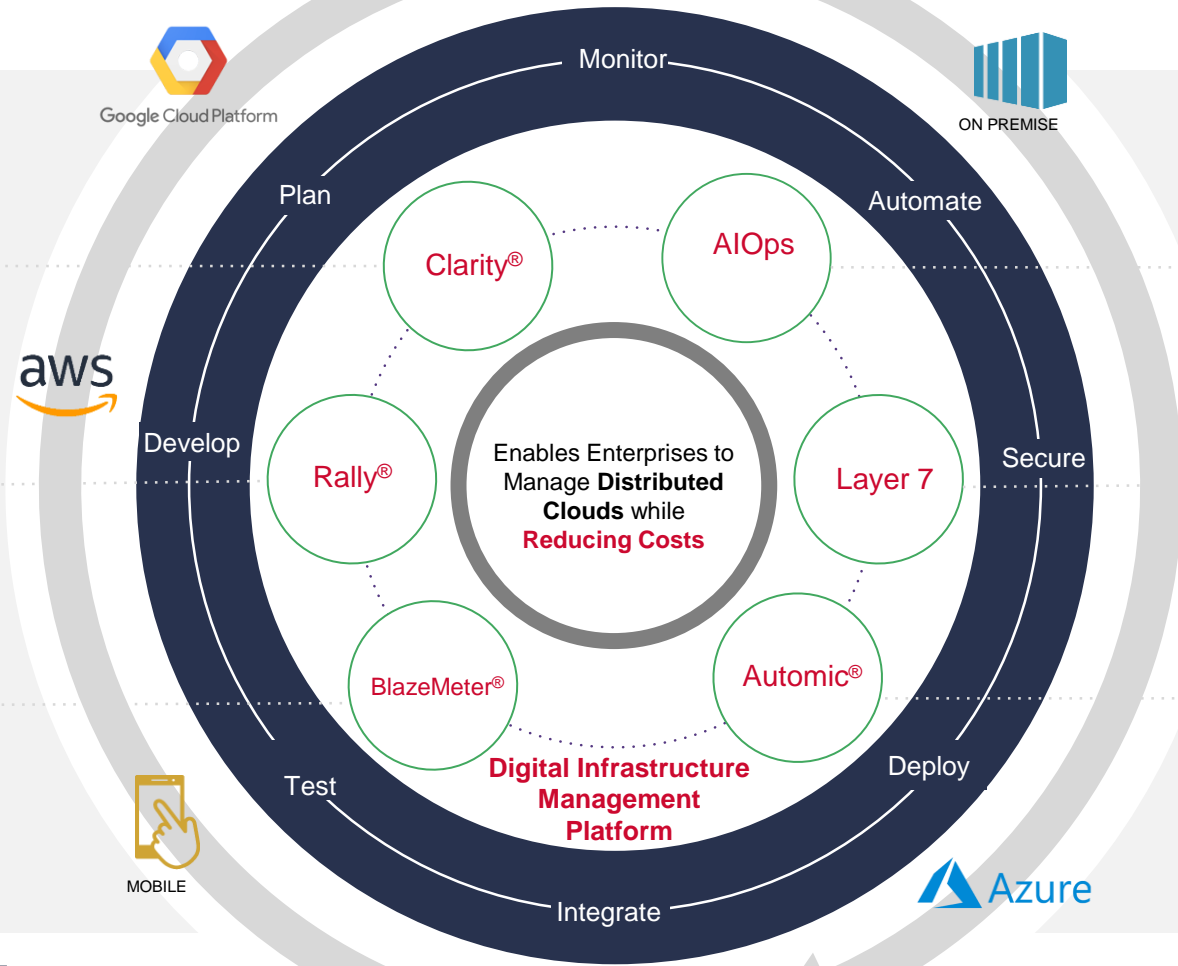 Monitor
Google Cloud Platform
ON PREMISE
Plan
Automate
Clarity®
AIOps
aws
Develop
Secure
Rally®
Layer 7
Enables Enterprises to
Manage Distributed
Clouds while
Reducing Costs
BlazeMeter®
Automic®
Digital Infrastructure
Management
Platform
Test
Deploy
MOBILE
Azure
Integrate